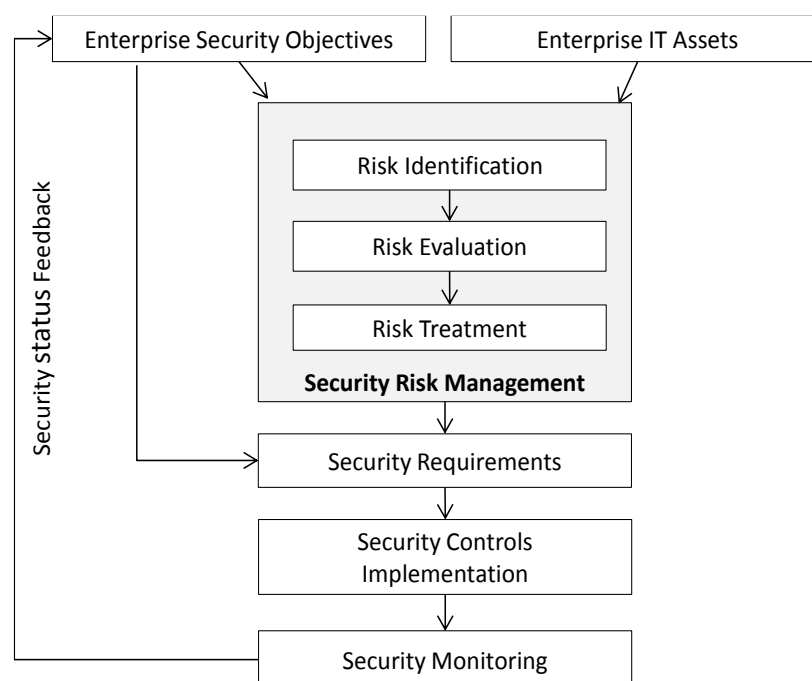 Enterprise Security Objectives
Enterprise IT Assets
Risk Identification
Risk Evaluation
Risk Treatment
Security Risk Management
Security Requirements
Security Controls
Implementation
Security Monitoring
Security status Feedback